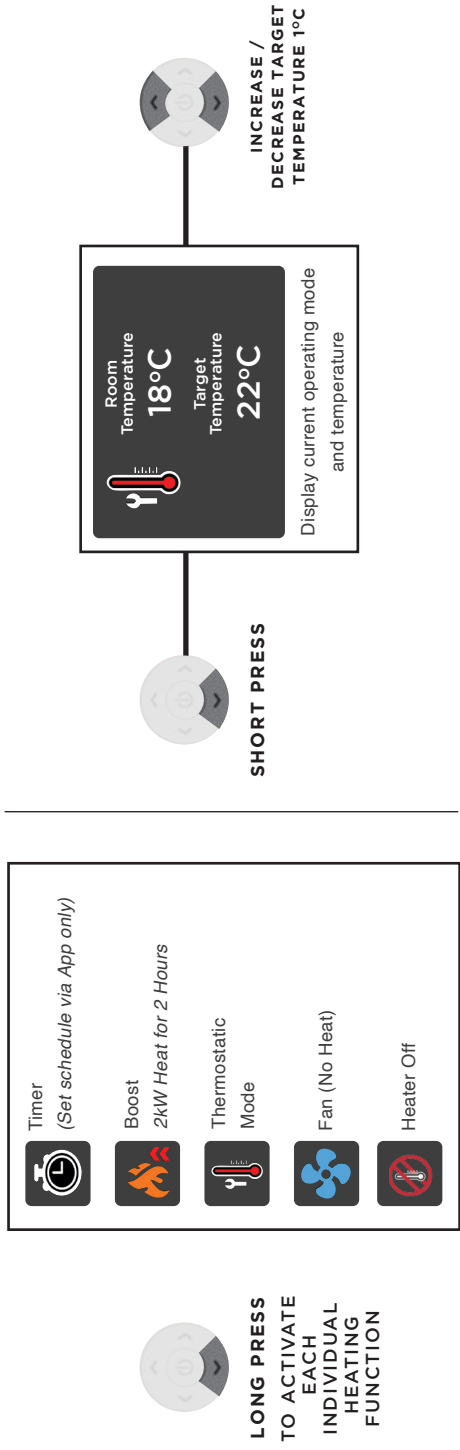 LONG PRESS
TO ACTIVATE
EACH
INDIVIDUAL
HEATING
FUNCTION
Timer
(Set schedule via App only)
Boost
2kW Heat for 2 Hours
Thermostatic
Mode
Fan (No Heat)
Heater Off
SHORT PRESS
Room
Temperature
18°C
Target
Temperature
22°C
Display current operating mode
and temperature
INCREASE /
DECREASE TARGET
TEMPERATURE 1°C